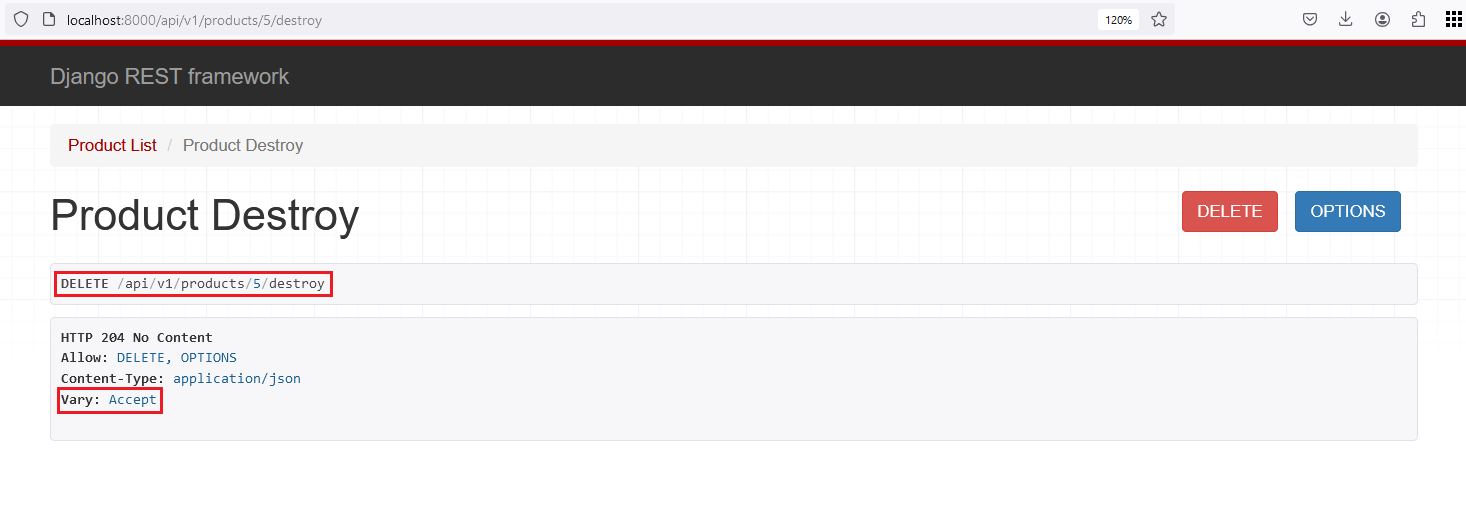 localhost:8000/api/v1/products/5/destroy
120%
Django REST framework
Product List / Product Destroy
Product Destroy
DELETE
OPTIONS
DELETE /api/v1/products/5/destroy
HTTP 204 No Content
Allow: DELETE, OPTIONS
Content-Type: application/json
Vary: Accept